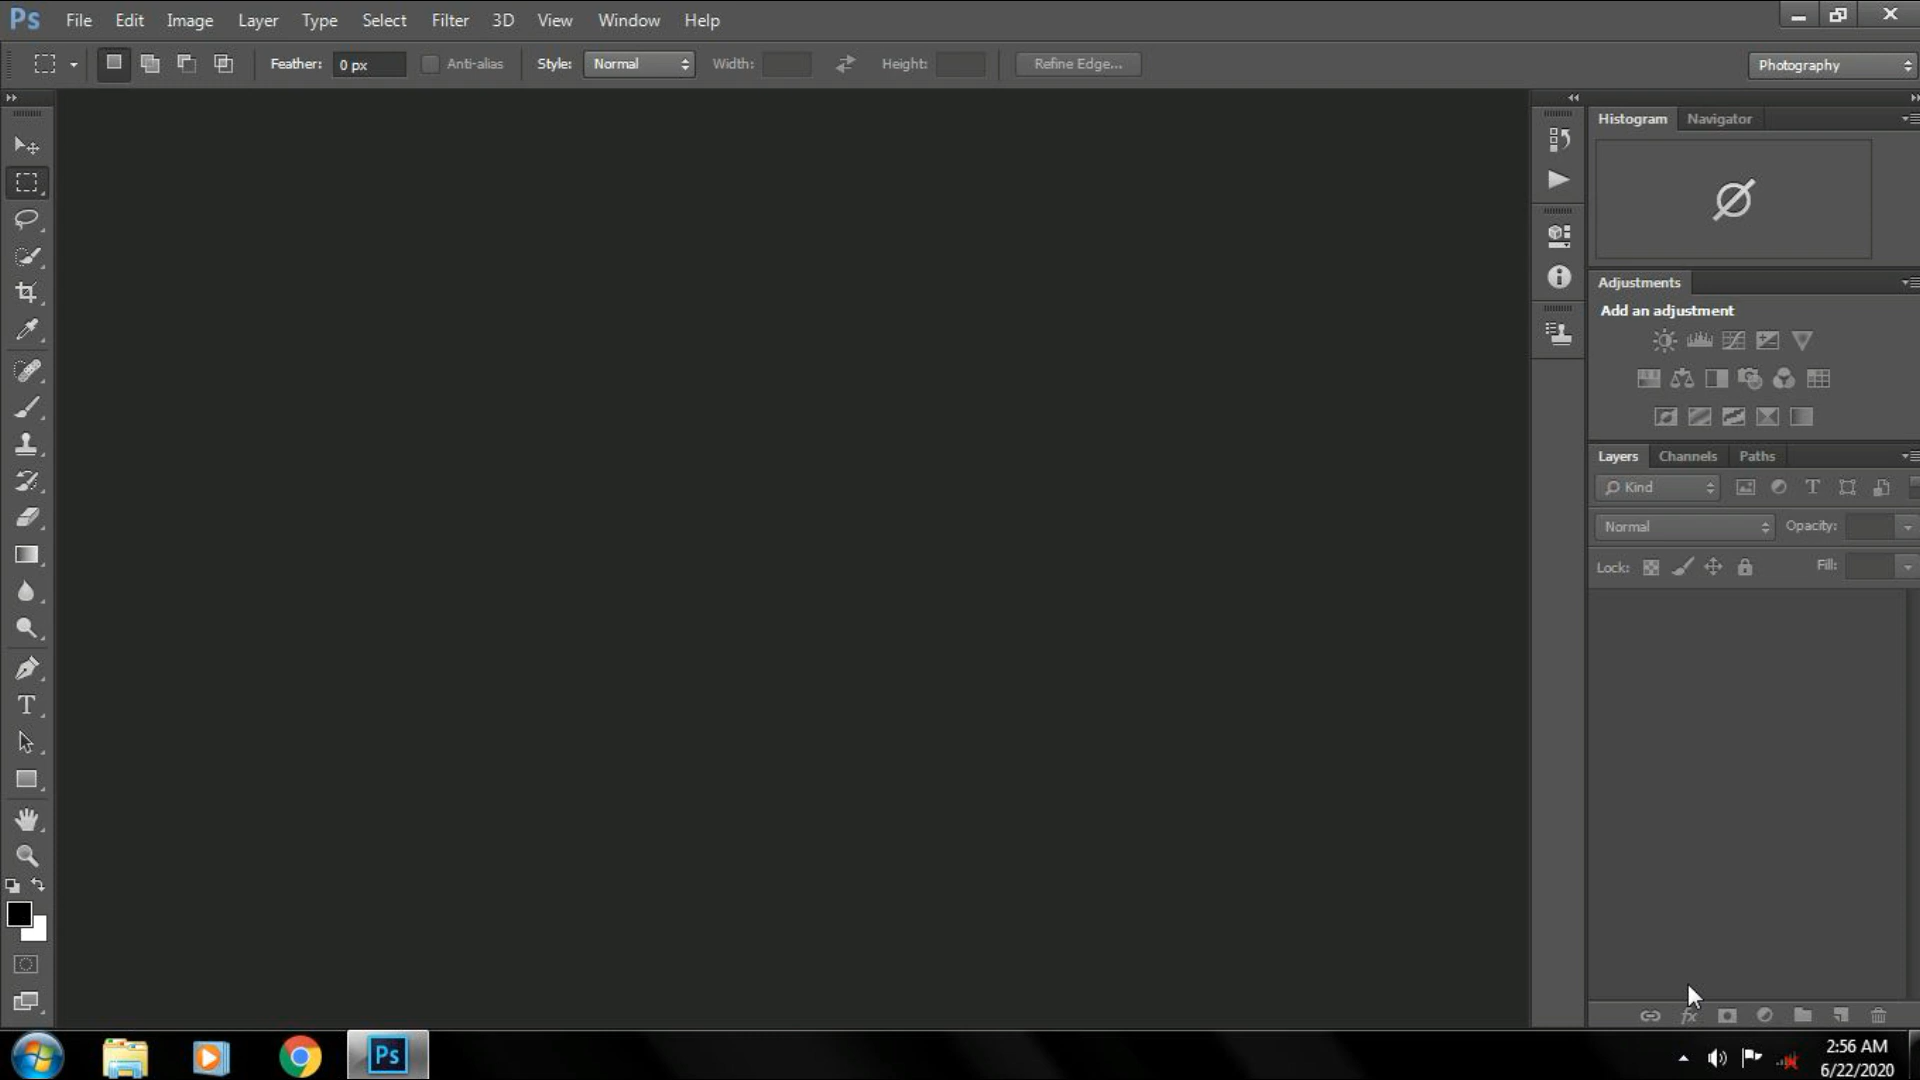 Ps File Edit Image Layer Type Select Filter 3D View Window Help
Feather: 0 px Anti-alias Style: Normal Width: Height: Refine Edge... Photography
Histogram Navigator
Adjustments
Add an adjustment
Layers Channels Paths
Kind
Normal Opacity:
Lock: Fill:
fx
Ps
2:56 AM
6/22/2020